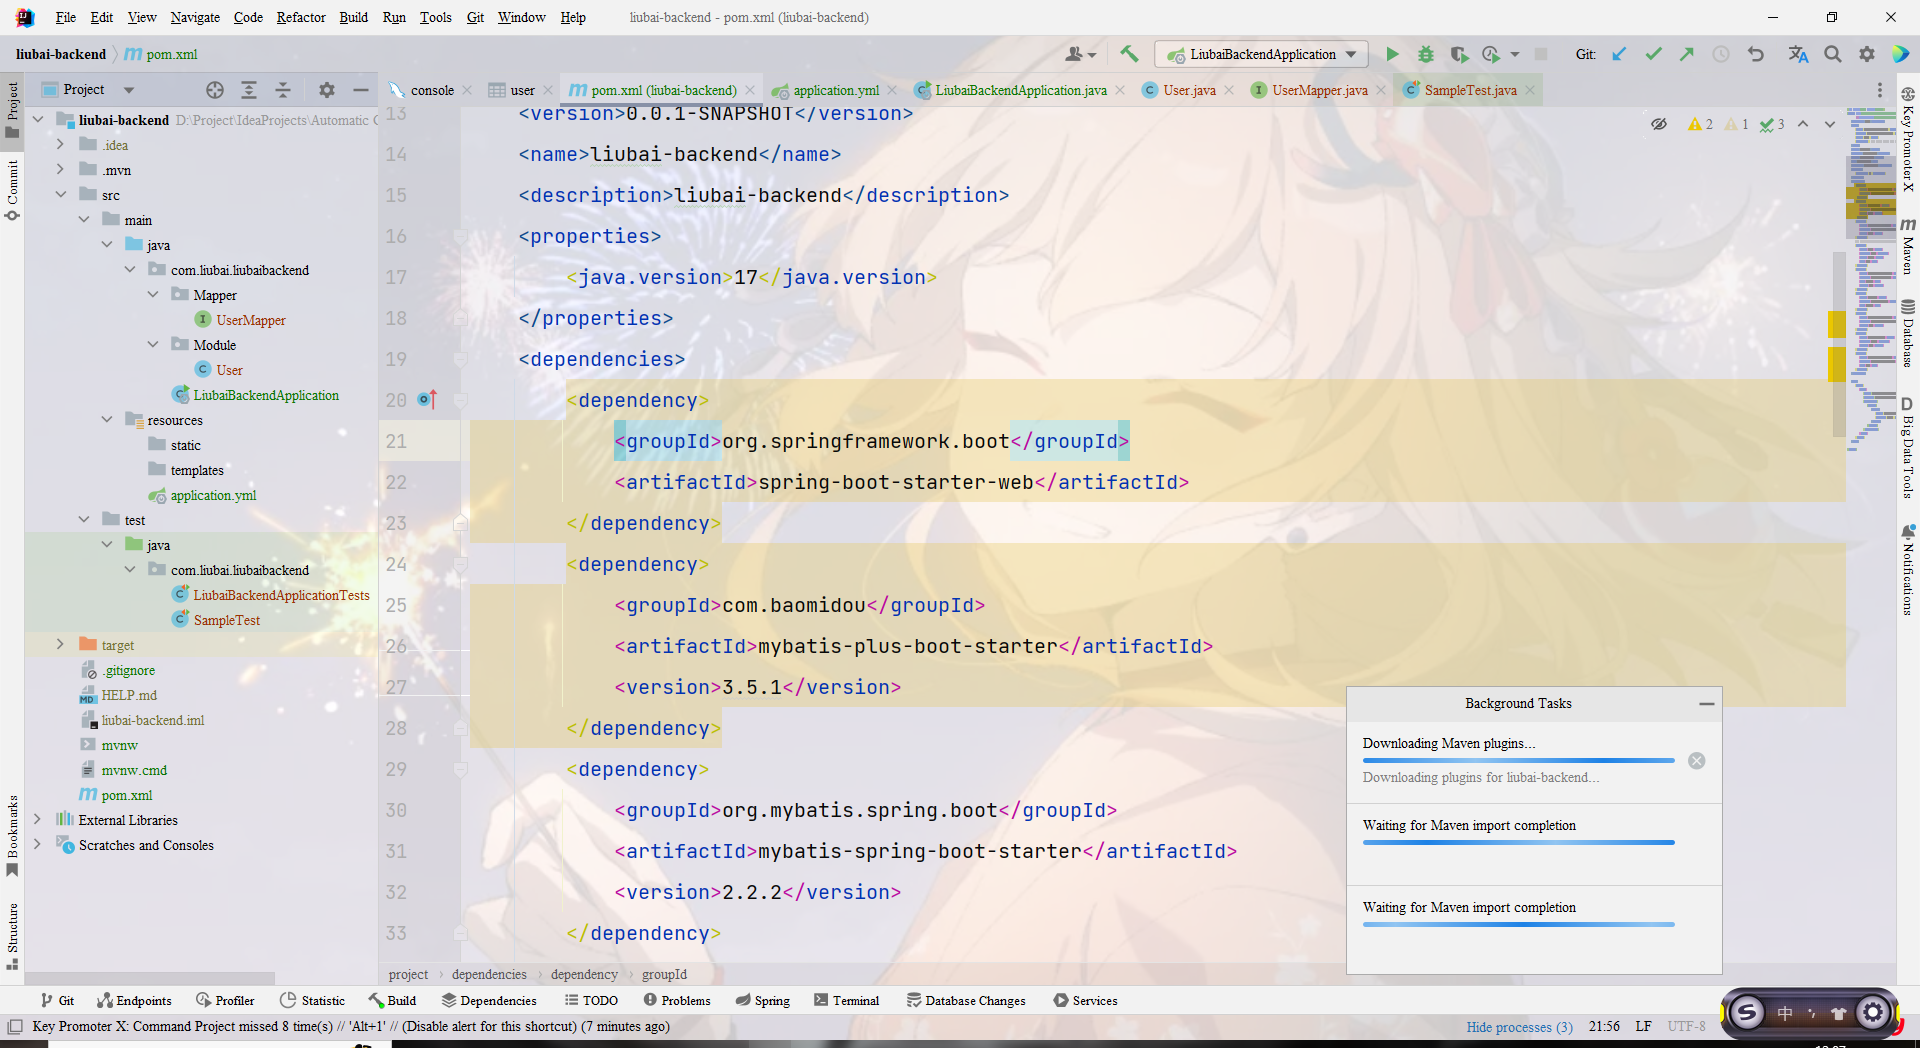 File Edit View Navigate Code Refactor Build Run Tools Git Window Help liubai-backend - pom.xml (liubai-backend)
liubai-backend pom.xml LiubaiBackendApplication Git:
Project
console user pom.xml (liubai-backend) application.yml LiubaiBackendApplication.java User.java UserMapper.java SampleTest.java
Project
Commit
Bookmarks
Structure
liubai-backend D:\Project\IdeaProjects\Automatic
.idea
.mvn
src
main
java
com.liubai.liubaibackend
Mapper
UserMapper
Module
User
LiubaiBackendApplication
resources
static
templates
application.yml
test
java
com.liubai.liubaibackend
LiubaiBackendApplicationTests
SampleTest
target
.gitignore
HELP.md
liubai-backend.iml
mvnw
mvnw.cmd
pom.xml
External Libraries
Scratches and Consoles
2 1 3
13 <version>0.0.1-SNAPSHOT</version>
14 <name>liubai-backend</name>
15 <description>liubai-backend</description>
16 <properties>
17 <java.version>17</java.version>
18 </properties>
19 <dependencies>
20 <dependency>
21 <groupId>org.springframework.boot</groupId>
22 <artifactId>spring-boot-starter-web</artifactId>
23 </dependency>
24 <dependency>
25 <groupId>com.baomidou</groupId>
26 <artifactId>mybatis-plus-boot-starter</artifactId>
27 <version>3.5.1</version>
28 </dependency>
29 <dependency>
30 <groupId>org.mybatis.spring.boot</groupId>
31 <artifactId>mybatis-spring-boot-starter</artifactId>
32 <version>2.2.2</version>
33 </dependency>
Key Promoter X
Maven
Database
Big Data Tools
Notifications
Background Tasks
Downloading Maven plugins...
Downloading plugins for liubai-backend...
Waiting for Maven import completion
Waiting for Maven import completion
project › dependencies › dependency › groupId
Git Endpoints Profiler Statistic Build Dependencies TODO Problems Spring Terminal Database Changes Services
Key Promoter X: Command Project missed 8 time(s) // 'Alt+1' // (Disable alert for this shortcut) (7 minutes ago) Hide processes (3) 21:56 LF UTF-8
中